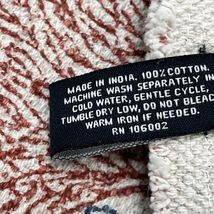 MADE IN INDIA. 100% COTTON.
MACHINE WASH SEPARATELY IN
COLD WATER, GENTLE CYCLE,
TUMBLE DRY LOW, DO NOT BLEACH.
WARM IRON IF NEEDED.
RN 106002